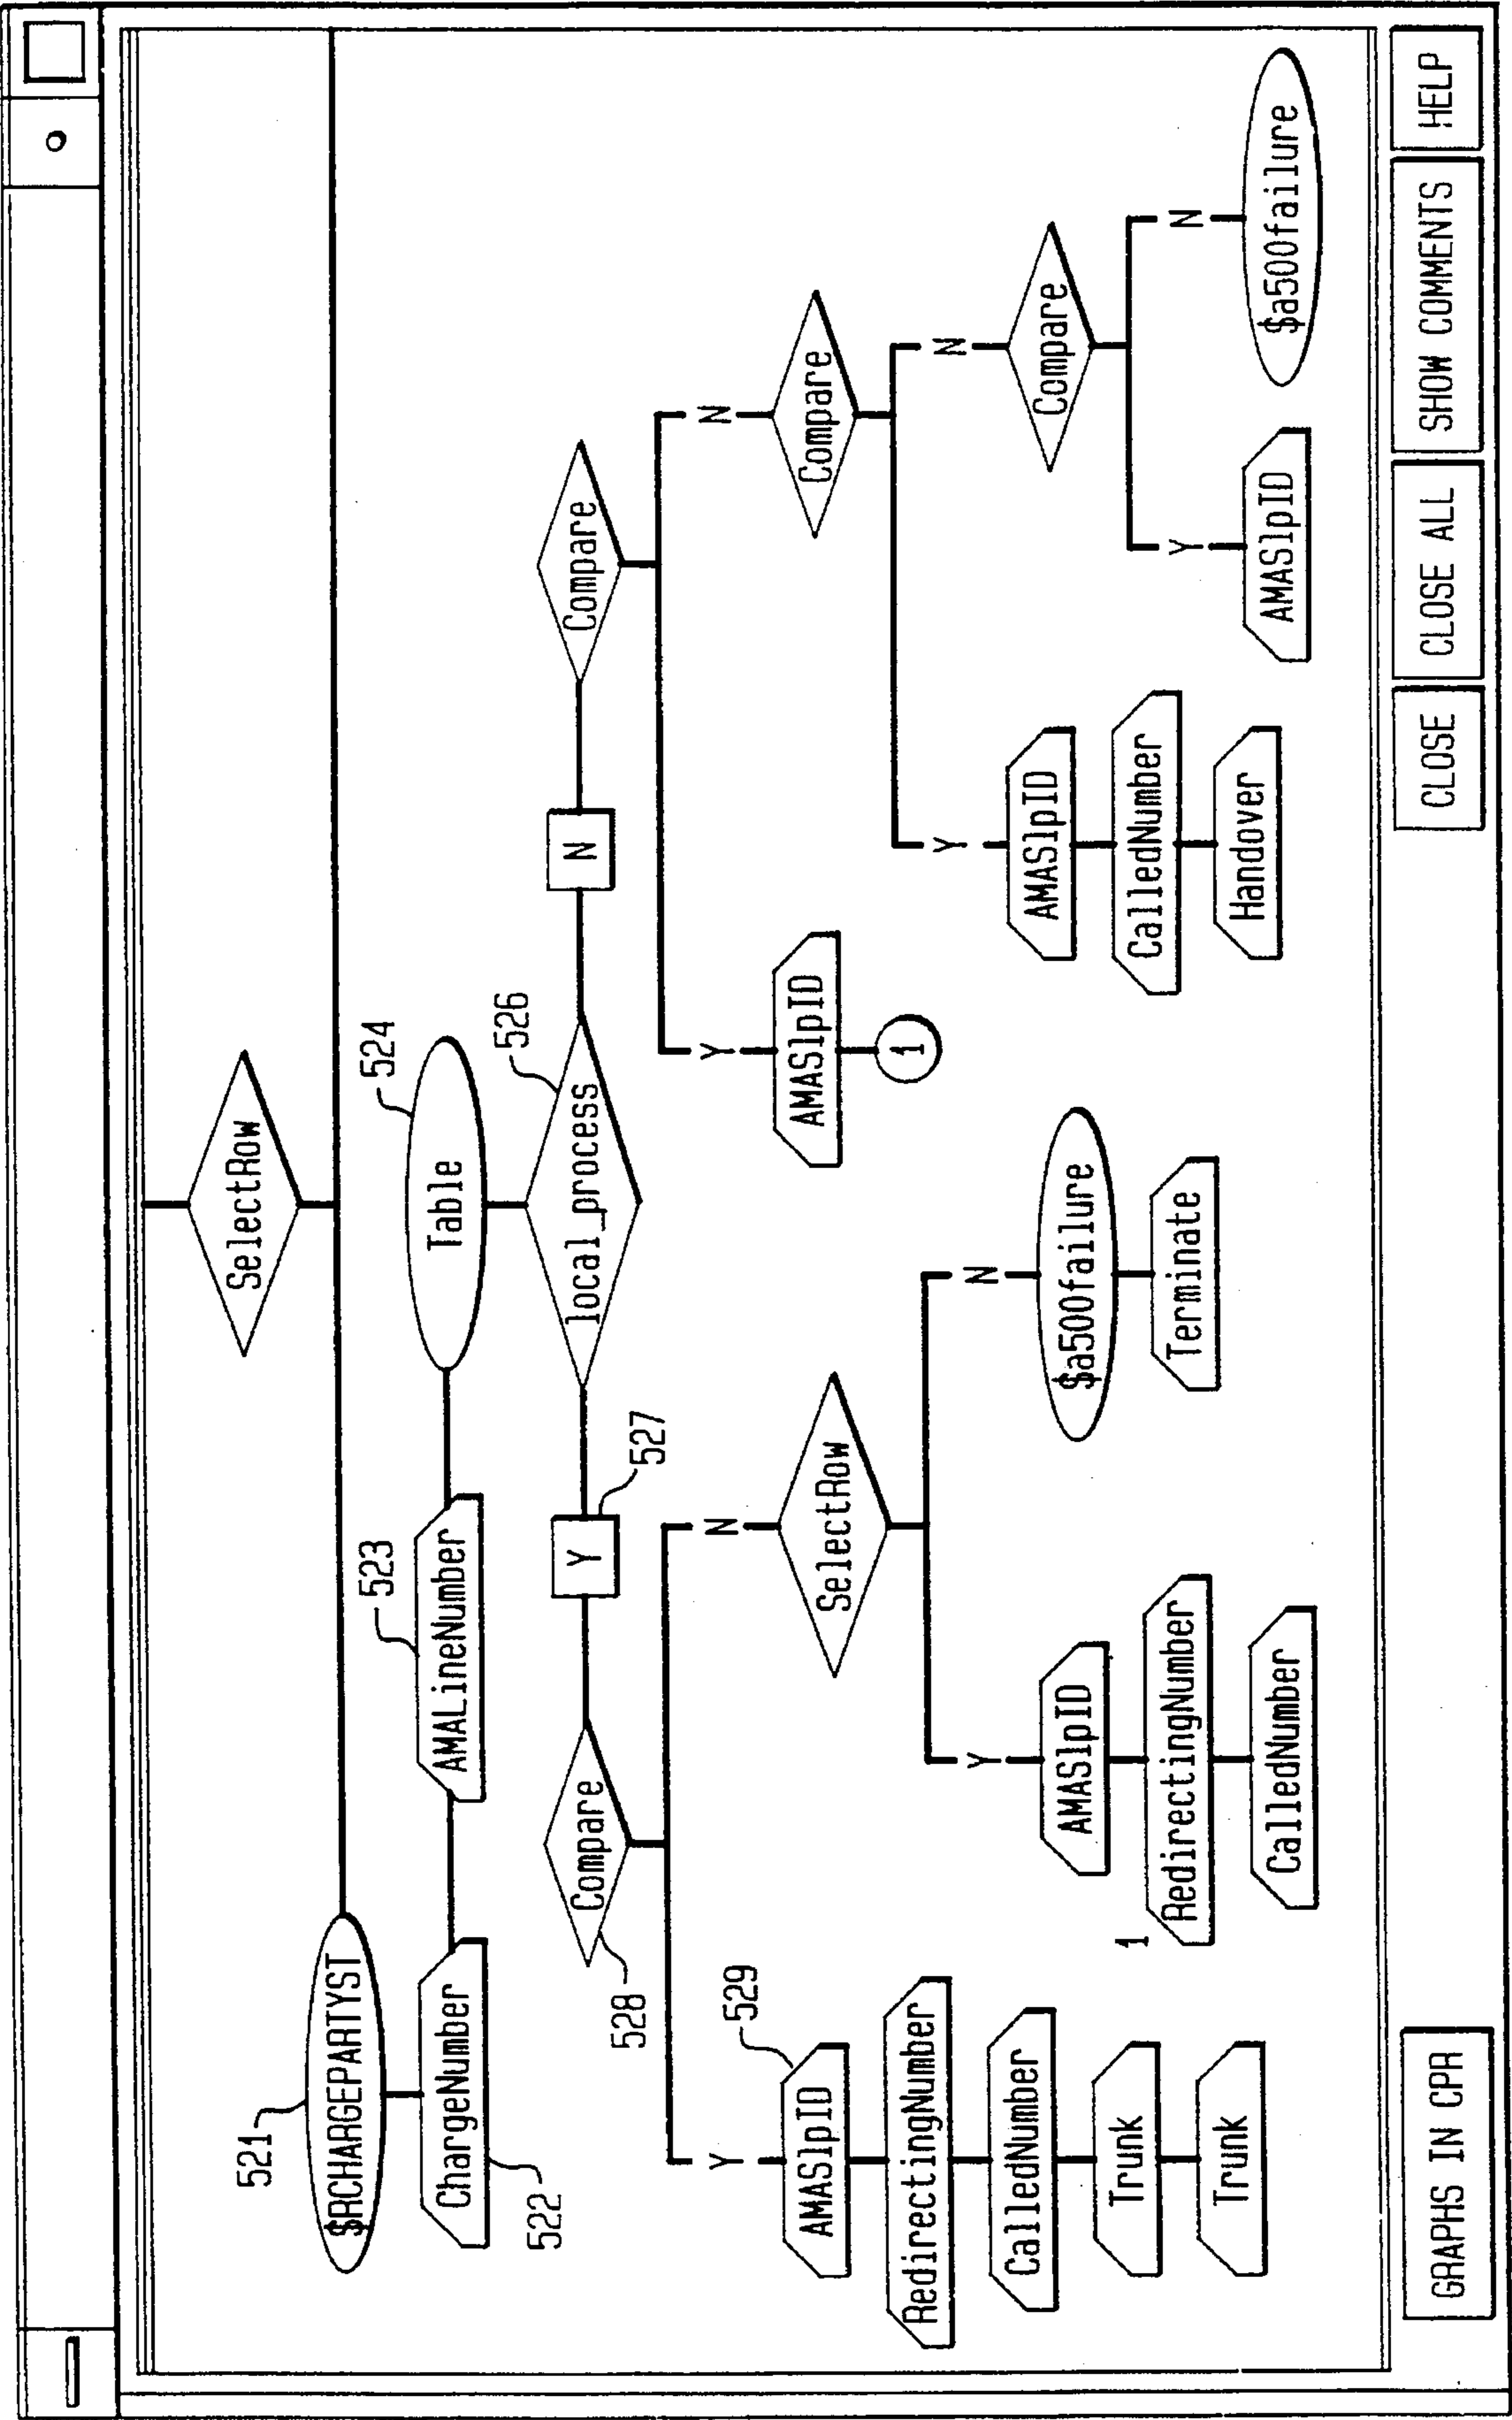 SelectRow
521
$RCHARGEPARTYST
ChargeNumber
522
523
AMALineNumber
524
Table
526
local_process
Y
527
N
Compare
528
Compare
Y
N
Y
N
529
AMASlpID
RedirectingNumber
CalledNumber
Trunk
Trunk
SelectRow
Y
N
AMASlpID
1
RedirectingNumber
CalledNumber
$a500failure
Terminate
AMASlpID
1
Compare
Y
N
AMASlpID
CalledNumber
Handover
Compare
Y
N
AMASlpID
$a500failure
GRAPHS IN CPR
CLOSE
CLOSE ALL
SHOW COMMENTS
HELP